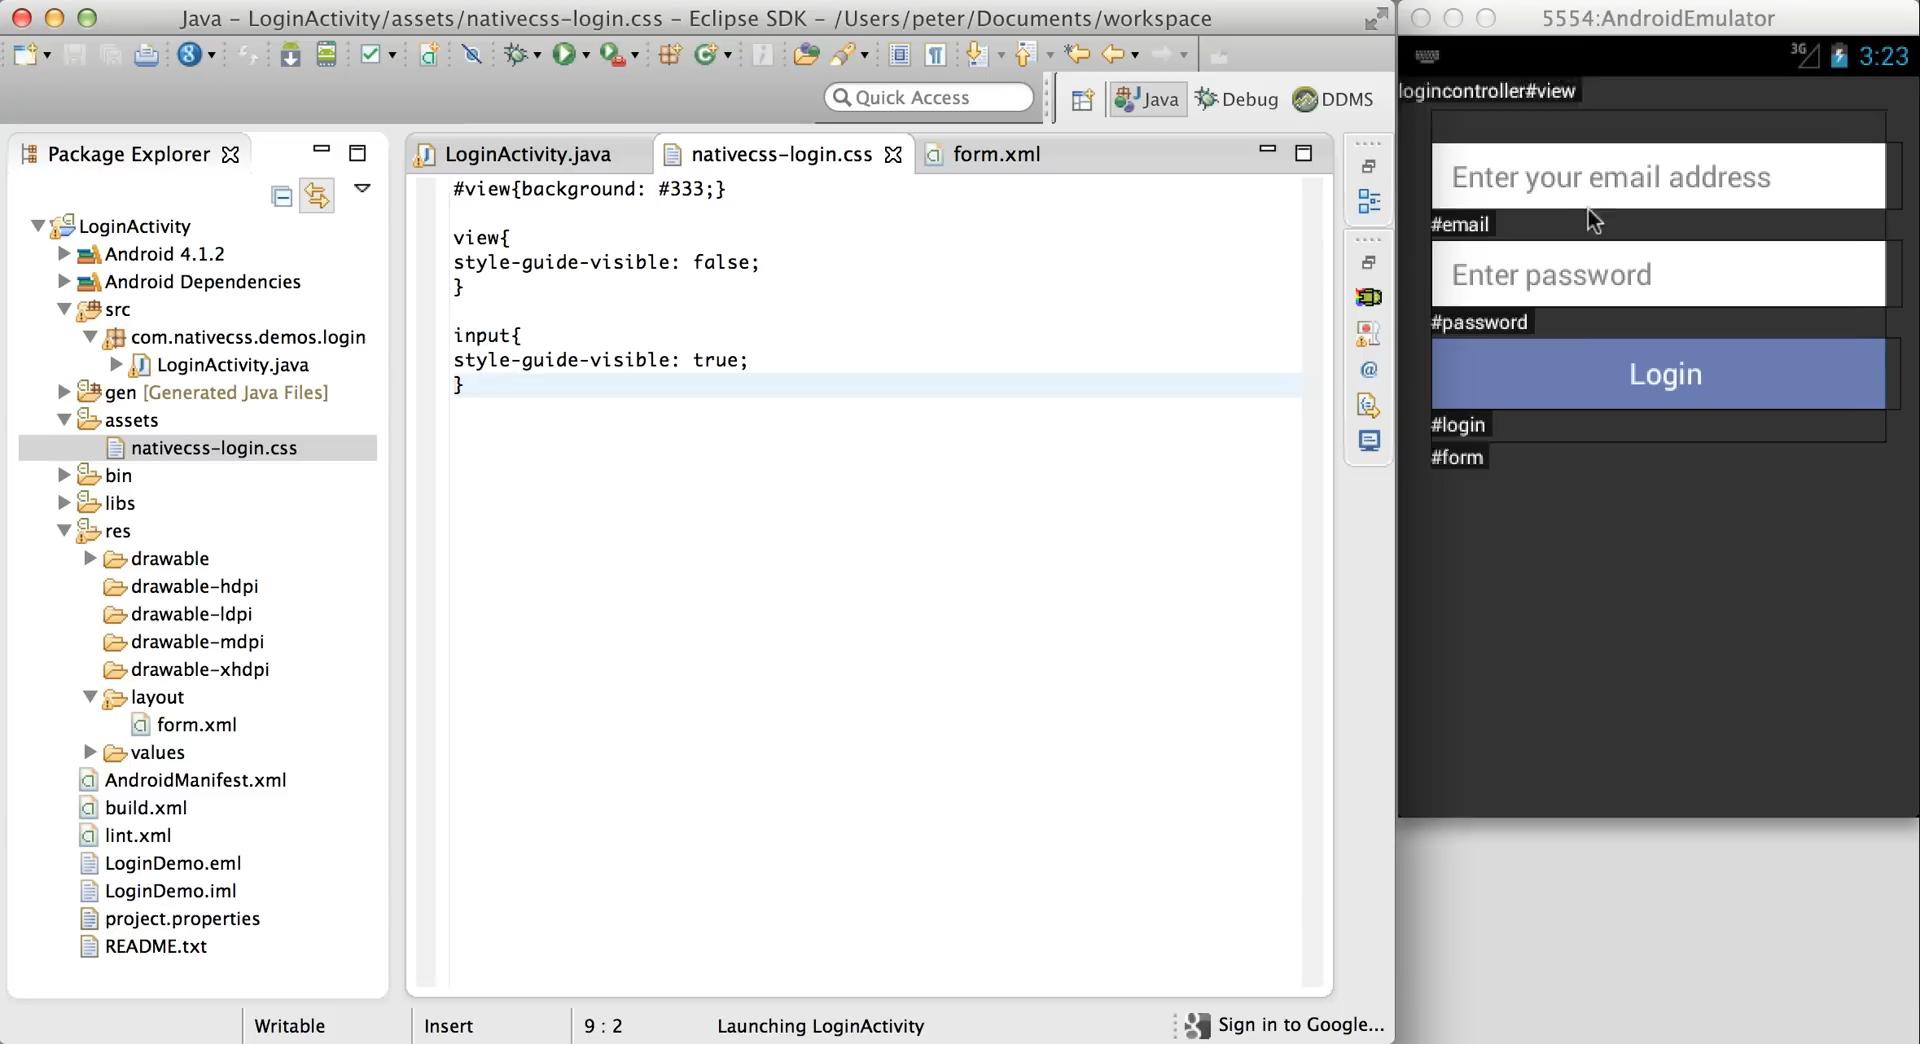 Java – LoginActivity/assets/nativecss-login.css – Eclipse SDK – /Users/peter/Documents/workspace
Quick Access
Java
Debug
DDMS
Package Explorer
LoginActivity
Android 4.1.2
Android Dependencies
src
com.nativecss.demos.login
LoginActivity.java
gen [Generated Java Files]
assets
nativecss-login.css
bin
libs
res
drawable
drawable-hdpi
drawable-ldpi
drawable-mdpi
drawable-xhdpi
layout
form.xml
values
AndroidManifest.xml
build.xml
lint.xml
LoginDemo.eml
LoginDemo.iml
project.properties
README.txt
LoginActivity.java
nativecss-login.css
form.xml
#view{background: #333;}
view{
style-guide-visible: false;
}
input{
style-guide-visible: true;
}
Writable
Insert
9 : 2
Launching LoginActivity
Sign in to Google...
5554:AndroidEmulator
3G
3:23
logincontroller#view
Enter your email address
#email
Enter password
#password
Login
#login
#form